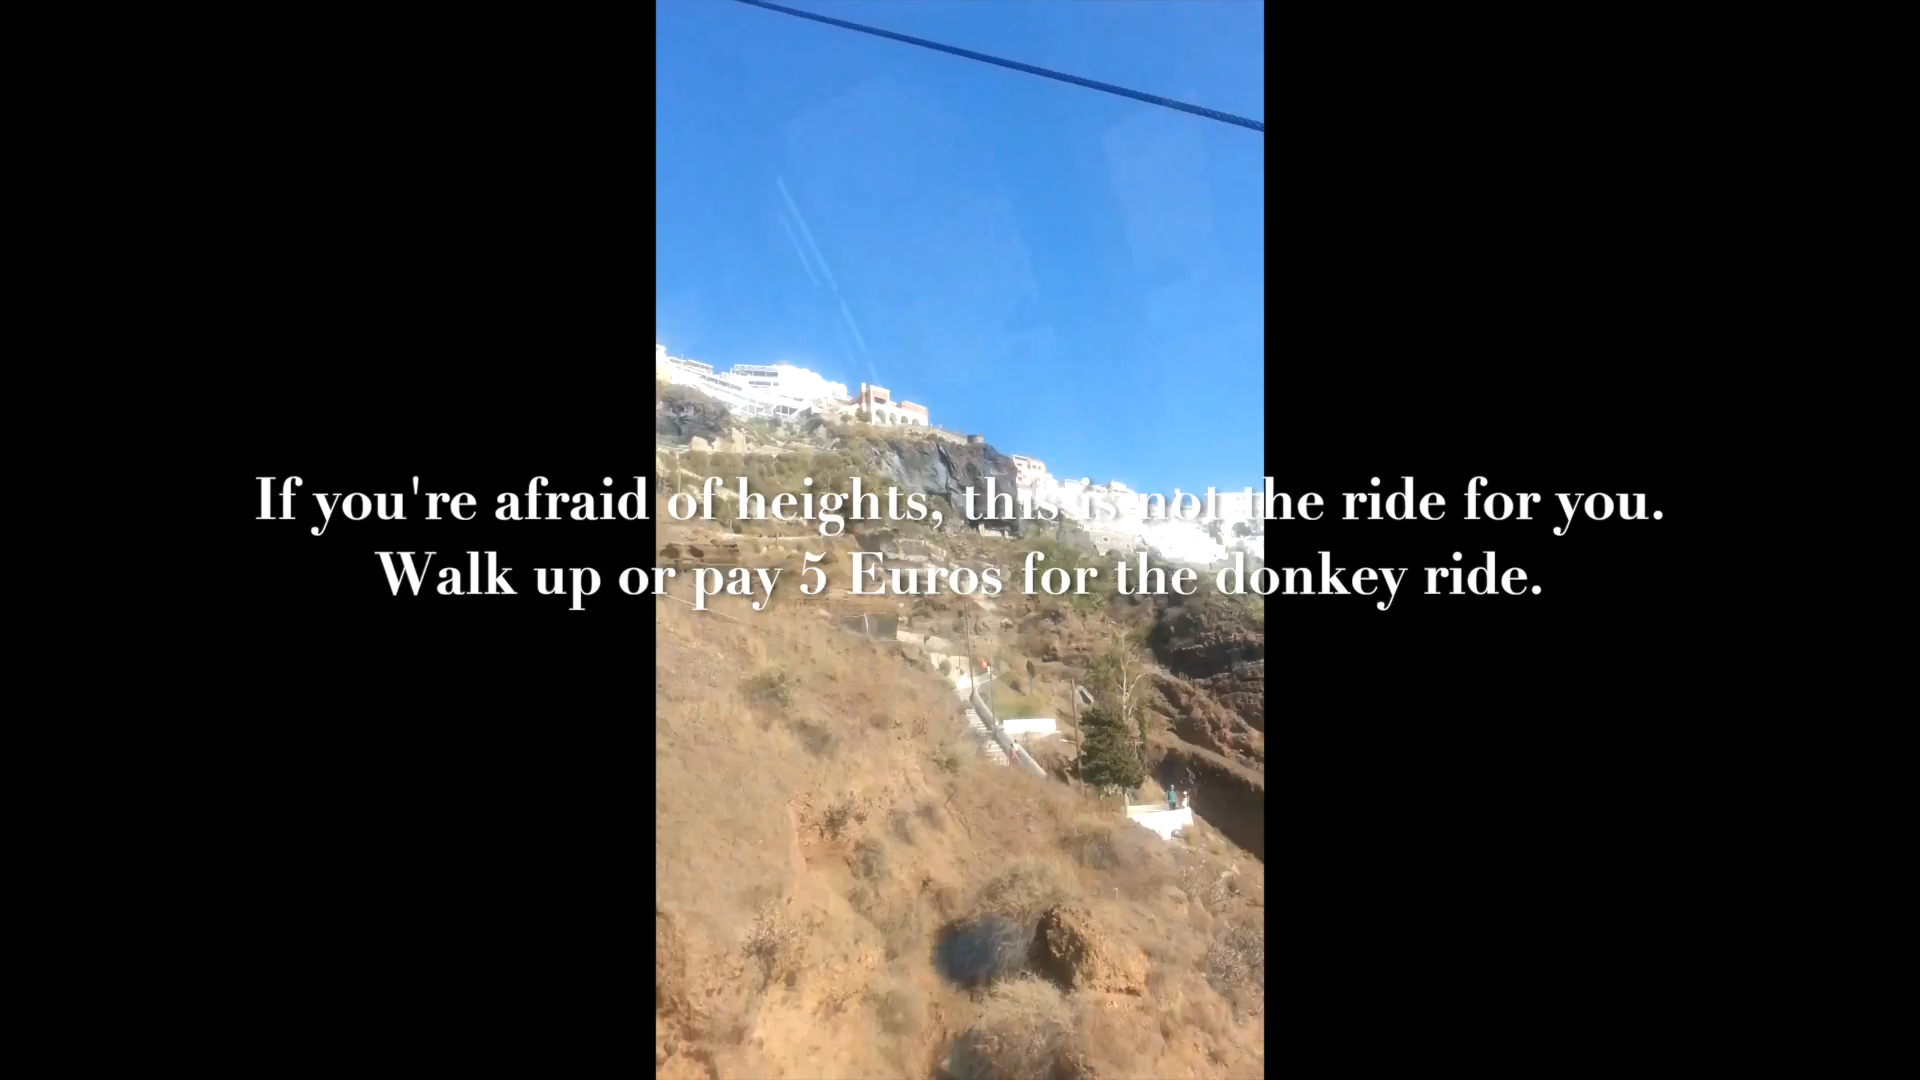 If you're afraid of heights, this is not the ride for you.
Walk up or pay 5 Euros for the donkey ride.